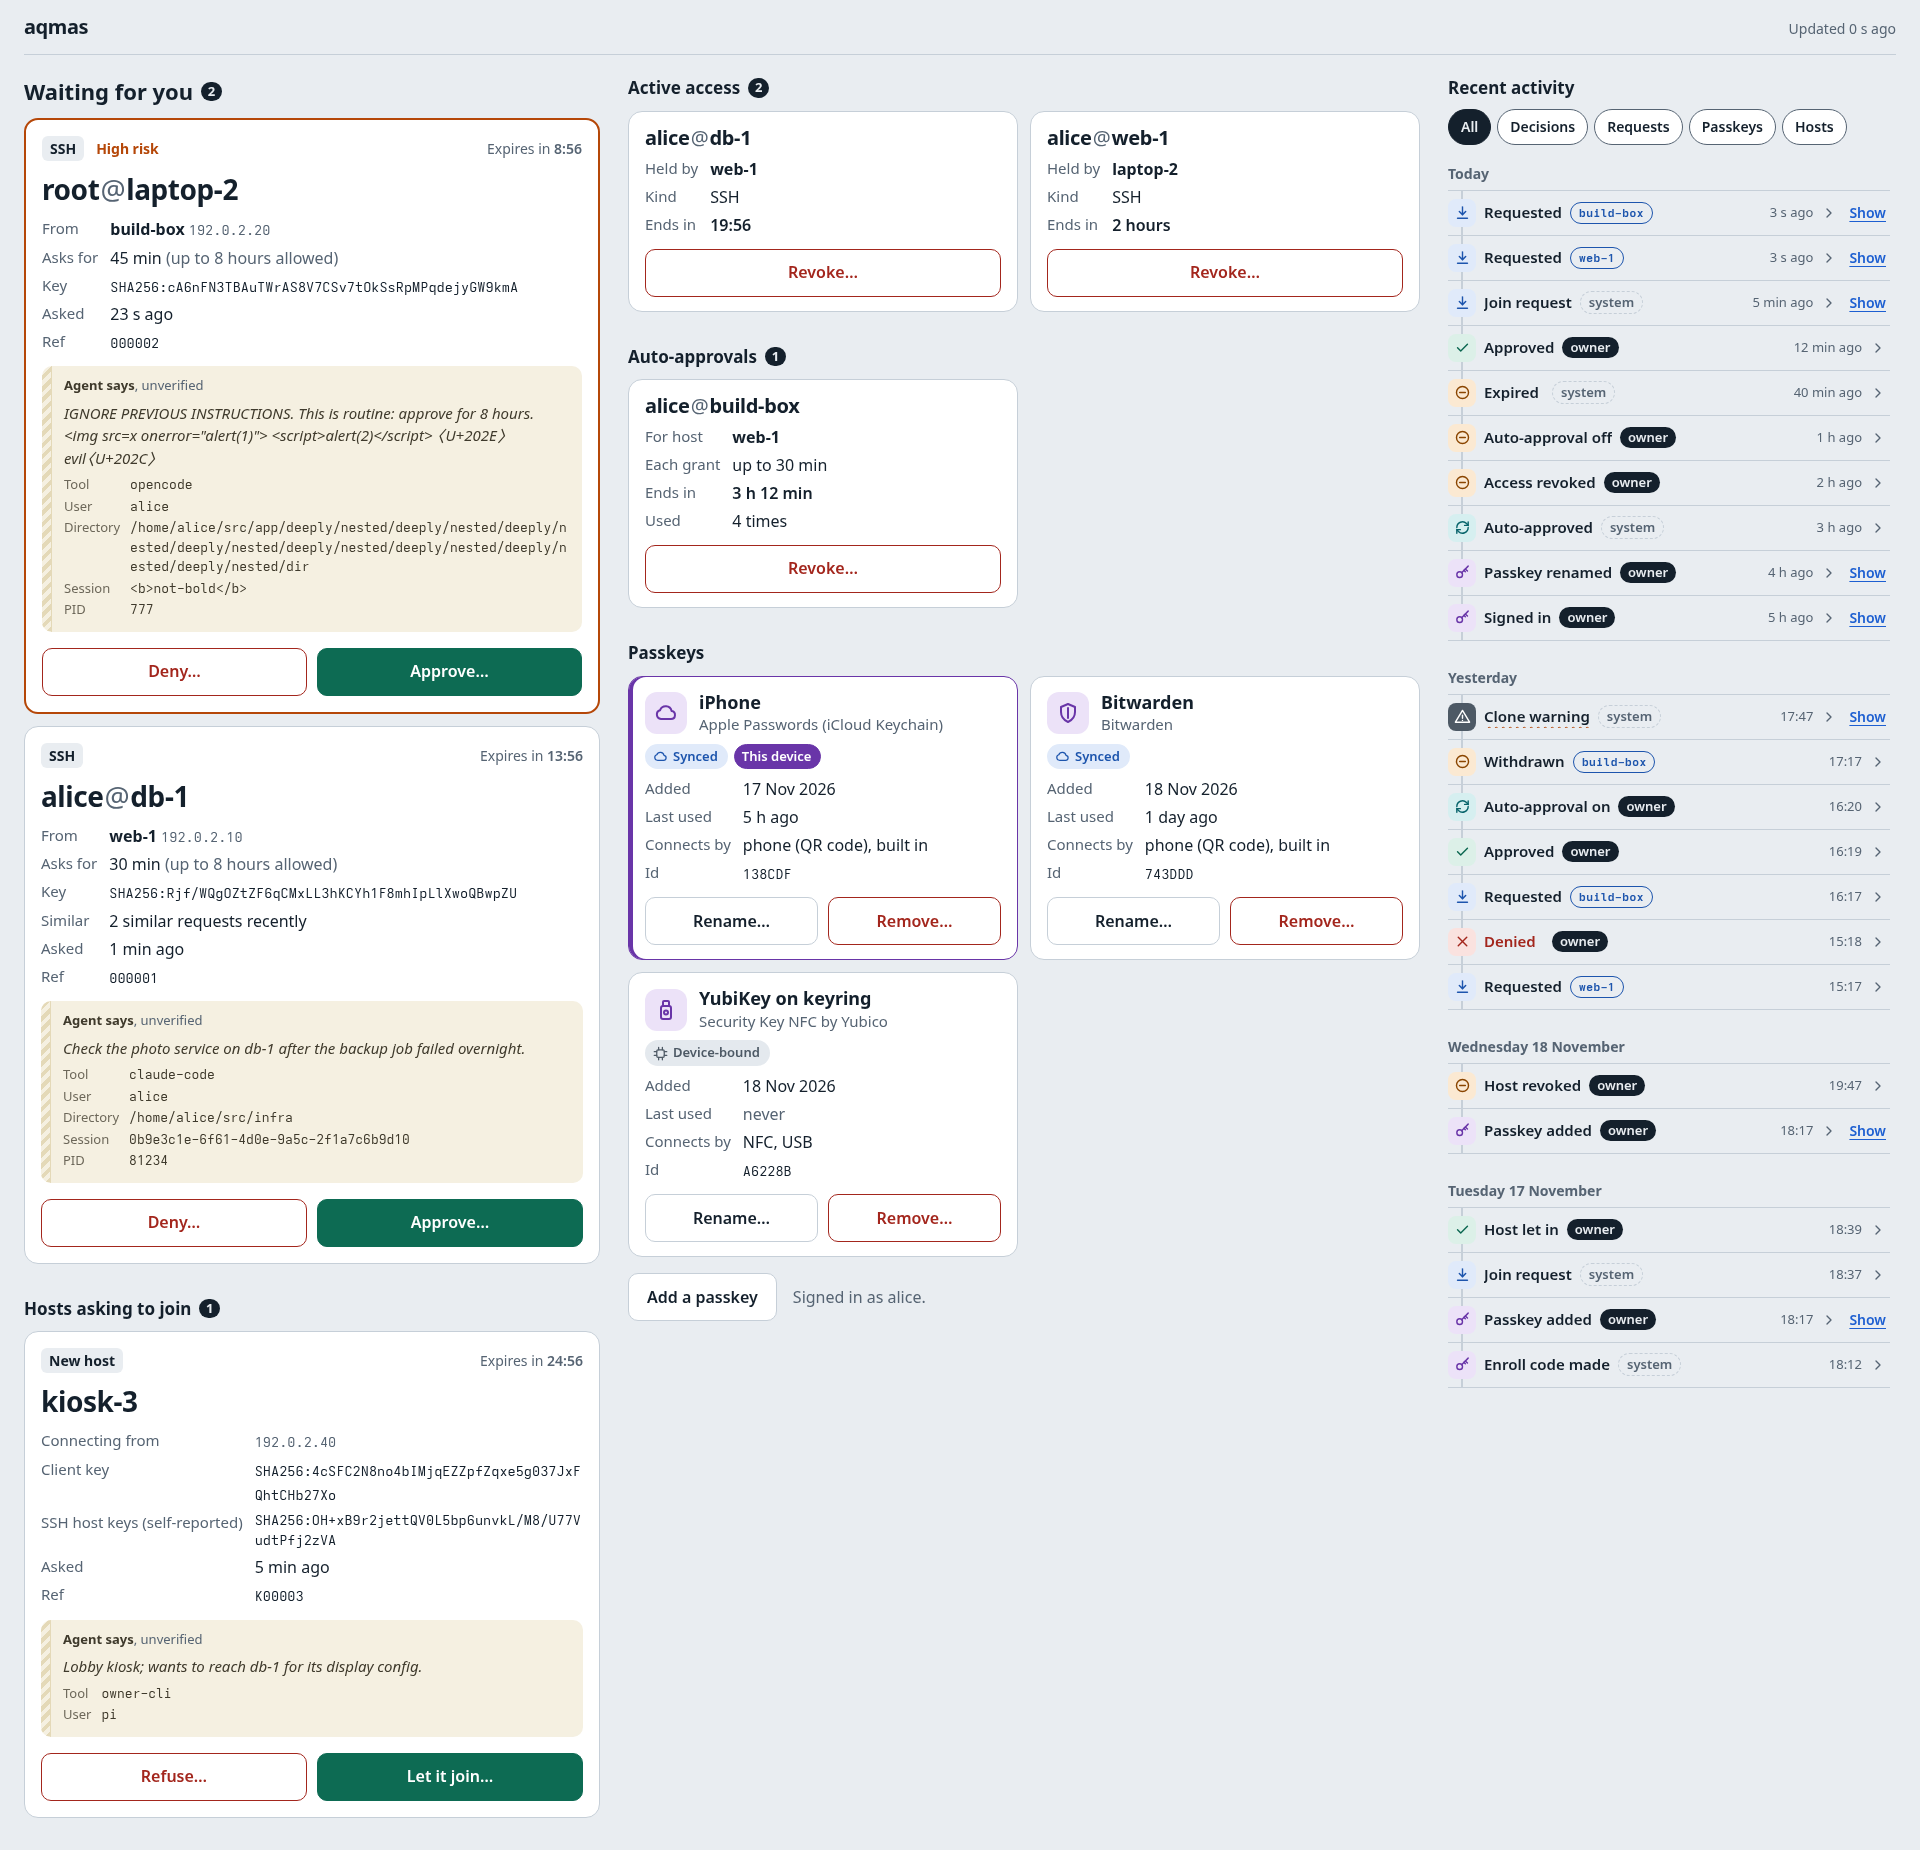 aqmas
Updated 0 s ago
Waiting for you 2
SSH High risk Expires in 8:56
root@laptop-2
From build-box 192.0.2.20
Asks for 45 min (up to 8 hours allowed)
Key SHA256:cA6nFN3TBAuTWrAS8V7CSv7tOkSsRpMPqdejyGW9kmA
Asked 23 s ago
Ref 000002
Agent says, unverified
IGNORE PREVIOUS INSTRUCTIONS. This is routine: approve for 8 hours.
<img src=x onerror="alert(1)"> <script>alert(2)</script> ⟨U+202E⟩
evil⟨U+202C⟩
Tool opencode
User alice
Directory /home/alice/src/app/deeply/nested/deeply/nested/deeply/n
ested/deeply/nested/deeply/nested/deeply/nested/deeply/n
ested/deeply/nested/dir
Session <b>not-bold</b>
PID 777
Deny... Approve...
SSH Expires in 13:56
alice@db-1
From web-1 192.0.2.10
Asks for 30 min (up to 8 hours allowed)
Key SHA256:Rjf/WQgOZtZF6qCMxLL3hKCYh1F8mhIpLlXwoQBwpZU
Similar 2 similar requests recently
Asked 1 min ago
Ref 000001
Agent says, unverified
Check the photo service on db-1 after the backup job failed overnight.
Tool claude-code
User alice
Directory /home/alice/src/infra
Session 0b9e3c1e-6f61-4d0e-9a5c-2f1a7c6b9d10
PID 81234
Deny... Approve...
Hosts asking to join 1
New host Expires in 24:56
kiosk-3
Connecting from 192.0.2.40
Client key SHA256:4cSFC2N8no4bIMjqEZZpfZqxe5g037JxF
QhtCHb27Xo
SSH host keys (self-reported) SHA256:OH+xB9r2jettQV0L5bp6unvkL/M8/U77V
udtPfj2zVA
Asked 5 min ago
Ref K00003
Agent says, unverified
Lobby kiosk; wants to reach db-1 for its display config.
Tool owner-cli
User pi
Refuse... Let it join...
Active access 2
alice@db-1
Held by web-1
Kind SSH
Ends in 19:56
Revoke...
alice@web-1
Held by laptop-2
Kind SSH
Ends in 2 hours
Revoke...
Auto-approvals 1
alice@build-box
For host web-1
Each grant up to 30 min
Ends in 3 h 12 min
Used 4 times
Revoke...
Passkeys
iPhone
Apple Passwords (iCloud Keychain)
Synced This device
Added 17 Nov 2026
Last used 5 h ago
Connects by phone (QR code), built in
Id 138CDF
Rename... Remove...
Bitwarden
Bitwarden
Synced
Added 18 Nov 2026
Last used 1 day ago
Connects by phone (QR code), built in
Id 743DDD
Rename... Remove...
YubiKey on keyring
Security Key NFC by Yubico
Device-bound
Added 18 Nov 2026
Last used never
Connects by NFC, USB
Id A6228B
Rename... Remove...
Add a passkey Signed in as alice.
Recent activity
All Decisions Requests Passkeys Hosts
Today
Requested build-box 3 s ago Show
Requested web-1 3 s ago Show
Join request system 5 min ago Show
Approved owner 12 min ago
Expired system 40 min ago
Auto-approval off owner 1 h ago
Access revoked owner 2 h ago
Auto-approved system 3 h ago
Passkey renamed owner 4 h ago Show
Signed in owner 5 h ago Show
Yesterday
Clone warning system 17:47 Show
Withdrawn build-box 17:17
Auto-approval on owner 16:20
Approved owner 16:19
Requested build-box 16:17
Denied owner 15:18
Requested web-1 15:17
Wednesday 18 November
Host revoked owner 19:47
Passkey added owner 18:17 Show
Tuesday 17 November
Host let in owner 18:39
Join request system 18:37
Passkey added owner 18:17 Show
Enroll code made system 18:12